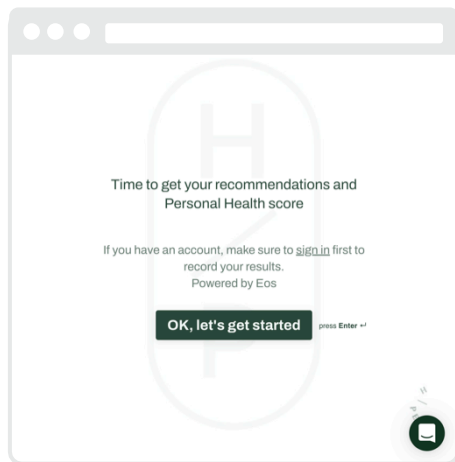 H
P
Time to get your recommendations and
Personal Health score
If you have an account, make sure to sign in first to
record your results.
Powered by Eos
OK, let's get started
press Enter ↵